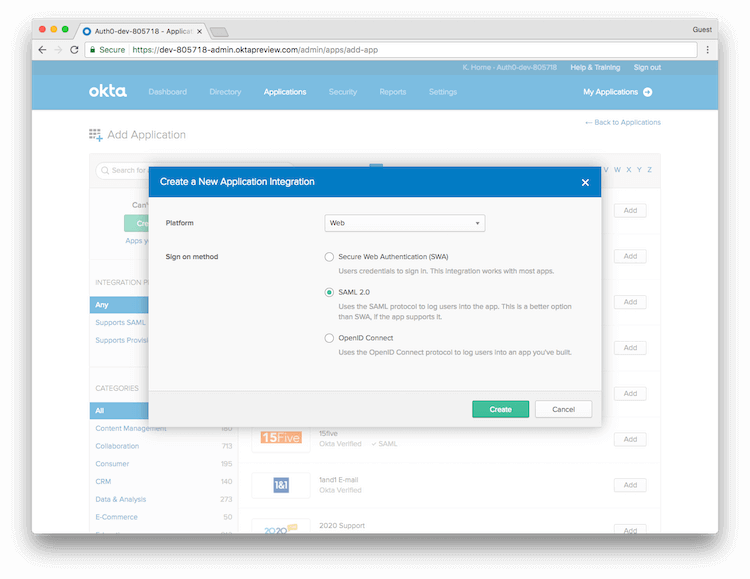 Auth0-dev-805718 - Applicati
Guest
Secure
https://dev-805718-admin.oktapreview.com/admin/apps/add-app
K. Home - Auth0-dev-805718
Help & Training
Sign out
okta
Dashboard
Directory
Applications
Security
Reports
Settings
My Applications
← Back to Applications
Add Application
Search for
V W X Y Z
Create a New Application Integration
Can'
Cre
Apps y
Add
Platform
Web
Sign on method
Secure Web Authentication (SWA)
Users credentials to sign in. This integration works with most apps.
Add
SAML 2.0
Uses the SAML protocol to log users into the app. This is a better option
than SWA, if the app supports it.
Add
OpenID Connect
Uses the OpenID Connect protocol to log users into an app you've built.
Add
INTEGRATION P
Any
Supports SAML
Supports Provisi
CATEGORIES
Add
Create
Cancel
All
Content Management 180
Collaboration 713
Consumer 195
CRM 140
Data & Analysis 273
E-Commerce 50
15Five
15five
Okta Verified
✓ SAML
Add
1&1
1and1 E-mail
Okta Verified
Add
2020
2020 Support
Add